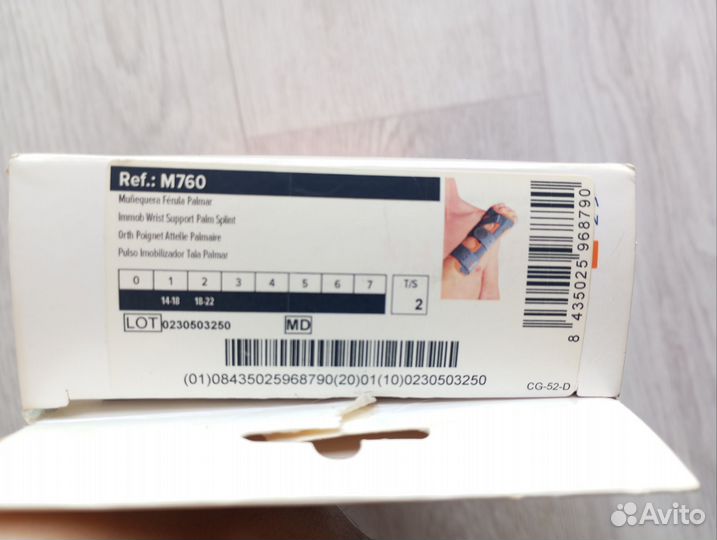 Ref.: M760
Muñequera Férula Palmar
Immob Wrist Support Palm Splint
Orth Poignet Attelle Palmaire
Pulso Imobilizador Tala Palmar
0 1 2 3 4 5 6 7 T/S
14-18 18-22 2
LOT 0230503250 MD
(01)08435025968790(20)01(10)0230503250
CG-52-D
8 435025 968790
Avito